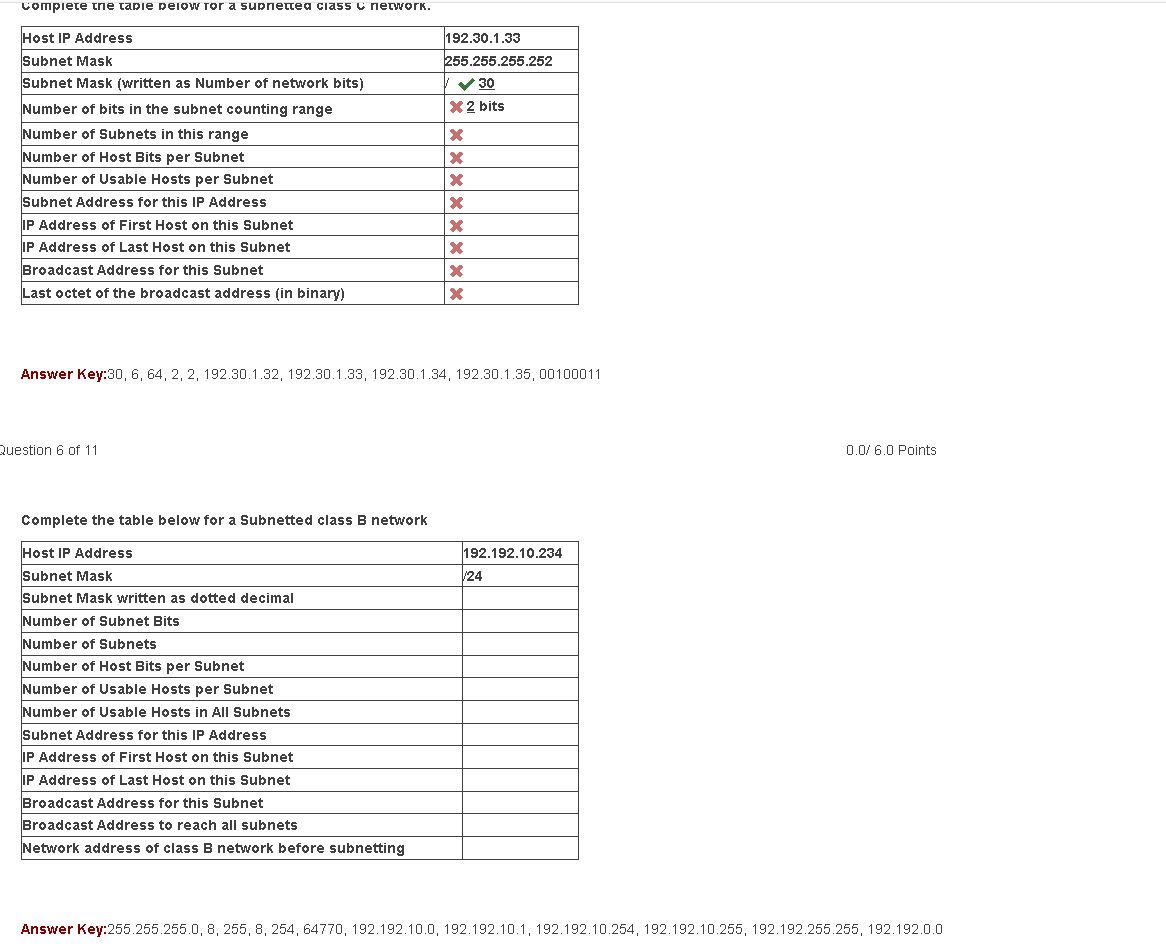 Complete the table below for a subnetted class C network.
Host IP Address 192.30.1.33
Subnet Mask 255.255.255.252
Subnet Mask (written as Number of network bits) / 30
Number of bits in the subnet counting range 2 bits
Number of Subnets in this range
Number of Host Bits per Subnet
Number of Usable Hosts per Subnet
Subnet Address for this IP Address
IP Address of First Host on this Subnet
IP Address of Last Host on this Subnet
Broadcast Address for this Subnet
Last octet of the broadcast address (in binary)
Answer Key:30, 6, 64, 2, 2, 192.30.1.32, 192.30.1.33, 192.30.1.34, 192.30.1.35, 00100011
Question 6 of 11 0.0/ 6.0 Points
Complete the table below for a Subnetted class B network
Host IP Address 192.192.10.234
Subnet Mask /24
Subnet Mask written as dotted decimal
Number of Subnet Bits
Number of Subnets
Number of Host Bits per Subnet
Number of Usable Hosts per Subnet
Number of Usable Hosts in All Subnets
Subnet Address for this IP Address
IP Address of First Host on this Subnet
IP Address of Last Host on this Subnet
Broadcast Address for this Subnet
Broadcast Address to reach all subnets
Network address of class B network before subnetting
Answer Key:255.255.255.0, 8, 255, 8, 254, 64770, 192.192.10.0, 192.192.10.1, 192.192.10.254, 192.192.10.255, 192.192.255.255, 192.192.0.0